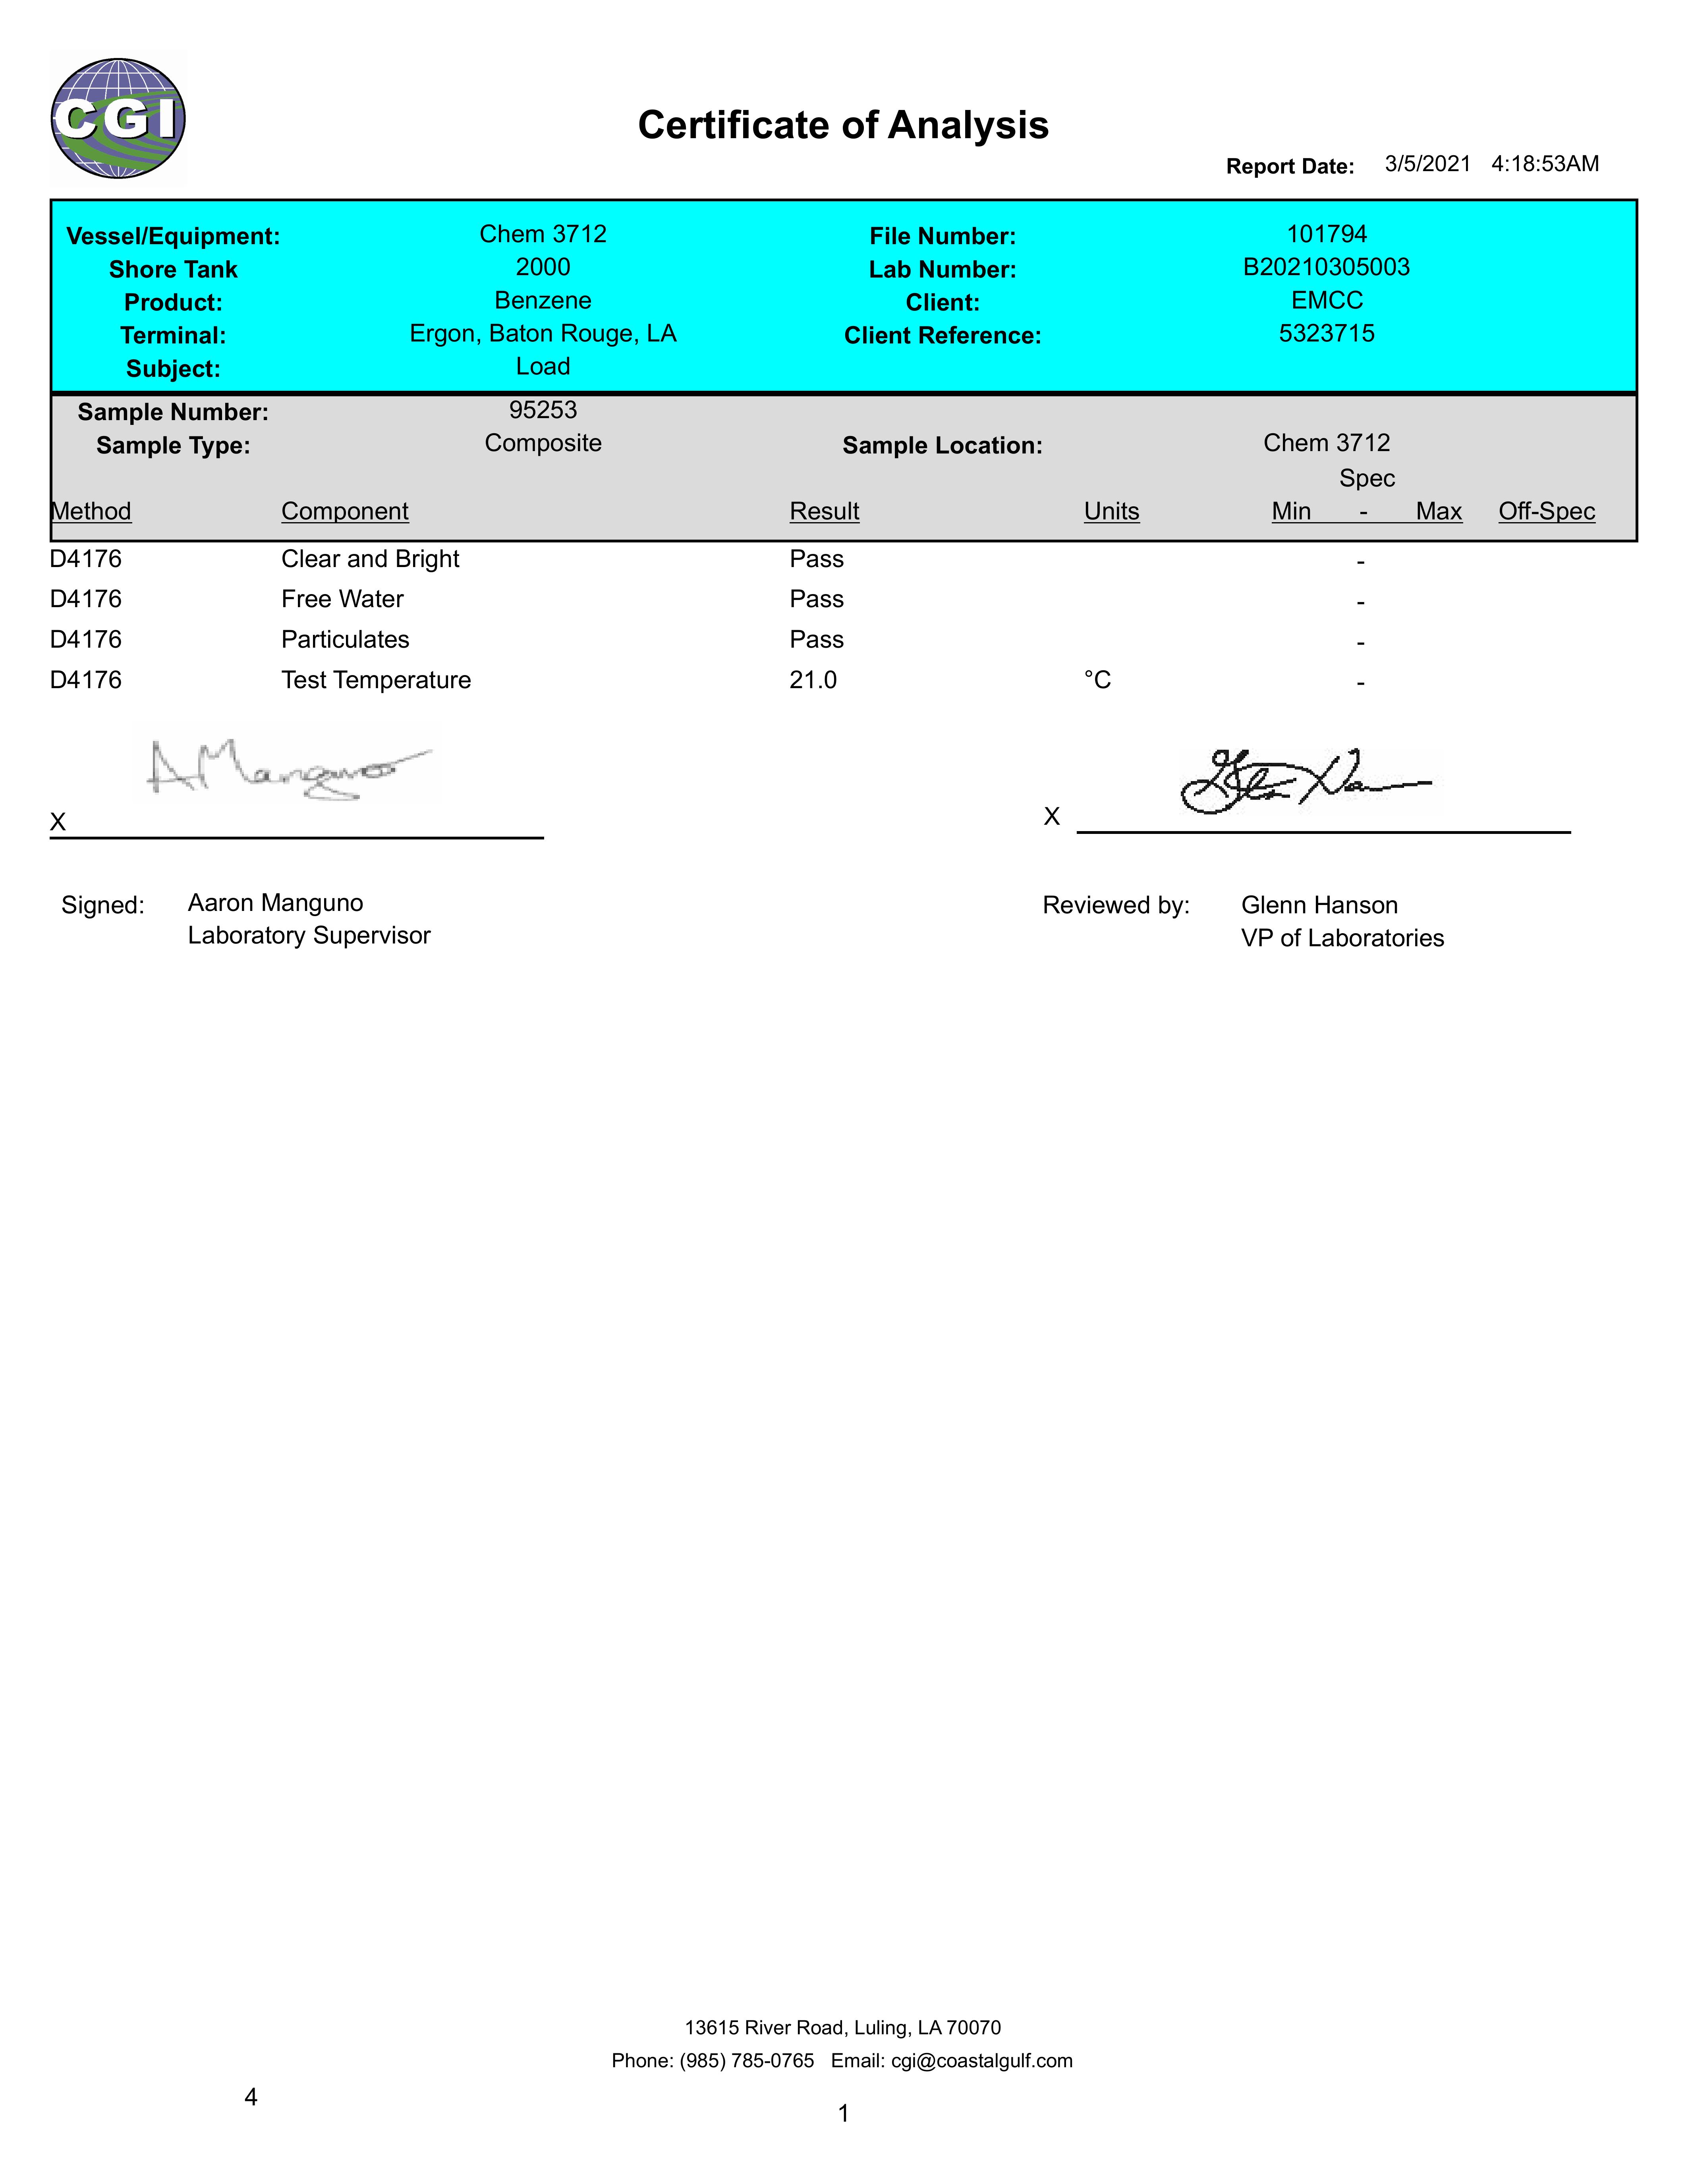 CGI
Certificate of Analysis
Report Date: 3/5/2021 4:18:53AM
Vessel/Equipment: Chem 3712 File Number: 101794
Shore Tank 2000 Lab Number: B20210305003
Product: Benzene Client: EMCC
Terminal: Ergon, Baton Rouge, LA Client Reference: 5323715
Subject: Load
Sample Number: 95253
Sample Type: Composite Sample Location: Chem 3712
Spec
Method Component Result Units Min - Max Off-Spec
D4176 Clear and Bright Pass -
D4176 Free Water Pass -
D4176 Particulates Pass -
D4176 Test Temperature 21.0 °C -
A Manguno
X X
Signed: Aaron Manguno Reviewed by: Glenn Hanson
Laboratory Supervisor VP of Laboratories
13615 River Road, Luling, LA 70070
Phone: (985) 785-0765 Email: cgi@coastalgulf.com
4
1